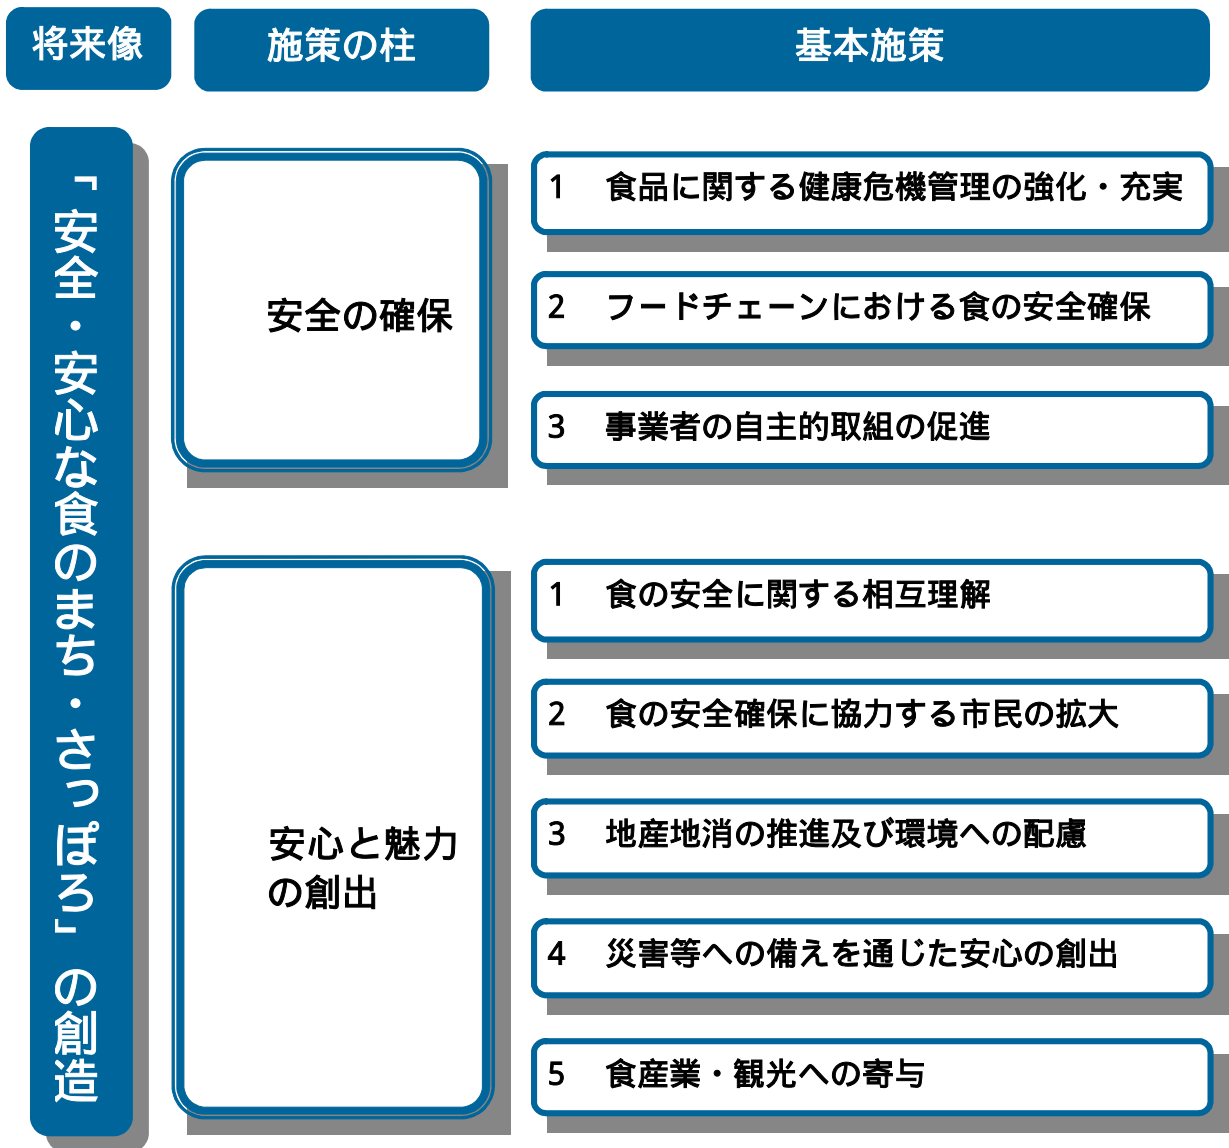 将来像
施策の柱
基本施策
「安全・安心な食のまち・さっぽろ」の創造
安全の確保
1 食品に関する健康危機管理の強化・充実
2 フードチェーンにおける食の安全確保
3 事業者の自主的取組の促進
安心と魅力
の創出
1 食の安全に関する相互理解
2 食の安全確保に協力する市民の拡大
3 地産地消の推進及び環境への配慮
4 災害等への備えを通じた安心の創出
5 食産業・観光への寄与